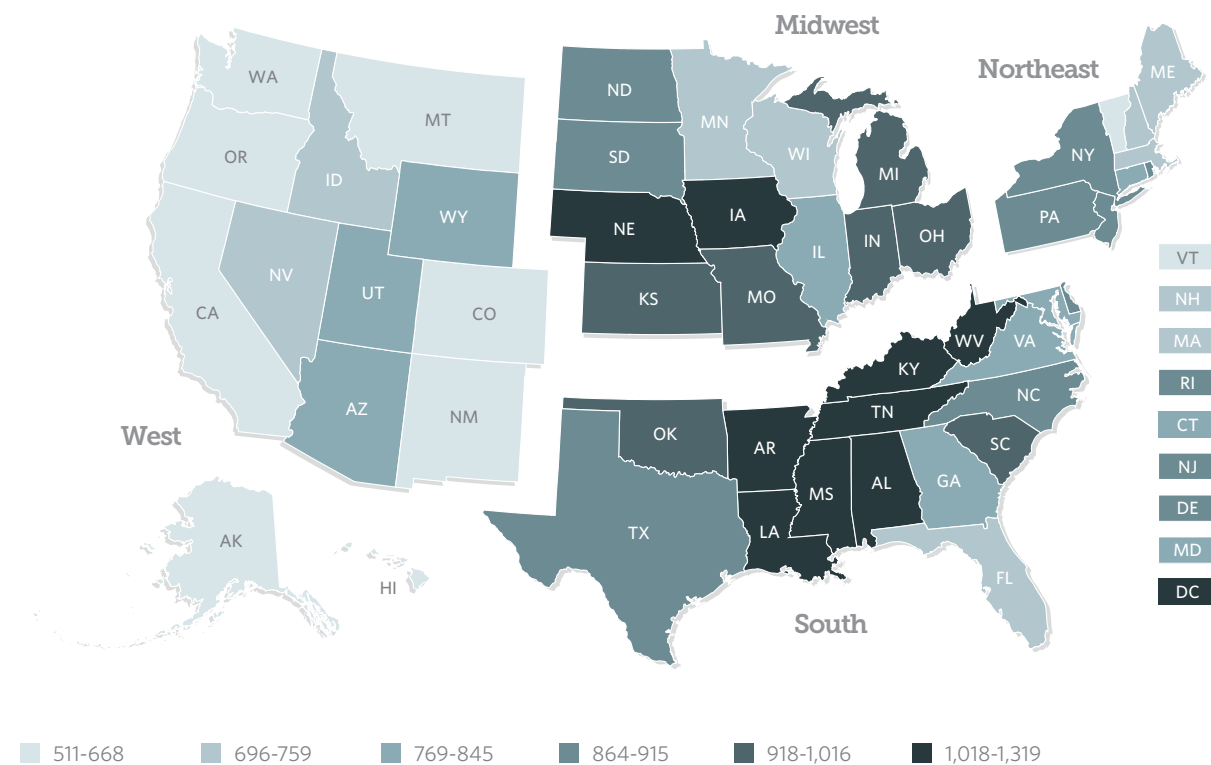 Midwest
Northeast
WA
MT
ND
MN
ME
OR
ID
SD
WI
MI
NY
WY
NE
IA
PA
NV
UT
IL
IN
OH
CA
CO
KS
MO
VT
NH
MA
RI
CT
NJ
DE
MD
DC
WV
VA
KY
AZ
NM
TN
NC
West
OK
AR
SC
MS
AL
GA
TX
LA
AK
HI
FL
South
511-668 696-759 769-845 864-915 918-1,016 1,018-1,319